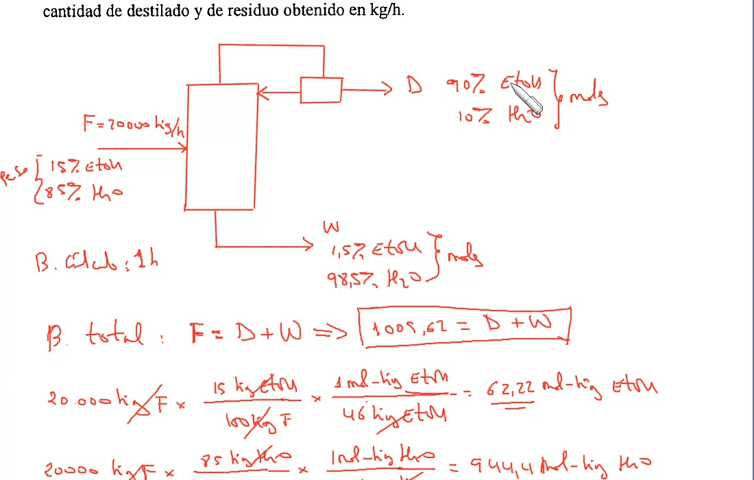 cantidad de destilado y de residuo obtenido en kg/h.
D 90% EtOH
10% H2O
mols
F=20000 kg/h
peso
15% EtOH
85% H2O
W
1,5% EtOH
98,5% H2O
mols
B. Cálculo: 1h
B. total: F = D + W ⇒ 1009,62 = D + W
20.000 kg F × 15 kg EtOH / 100 kg F × 1 mol-kg EtOH / 46 kg EtOH = 62,22 mol-kg EtOH
20000 kg F × 85 kg H2O × 1 mol-kg H2O = 944,4 mol-kg H2O